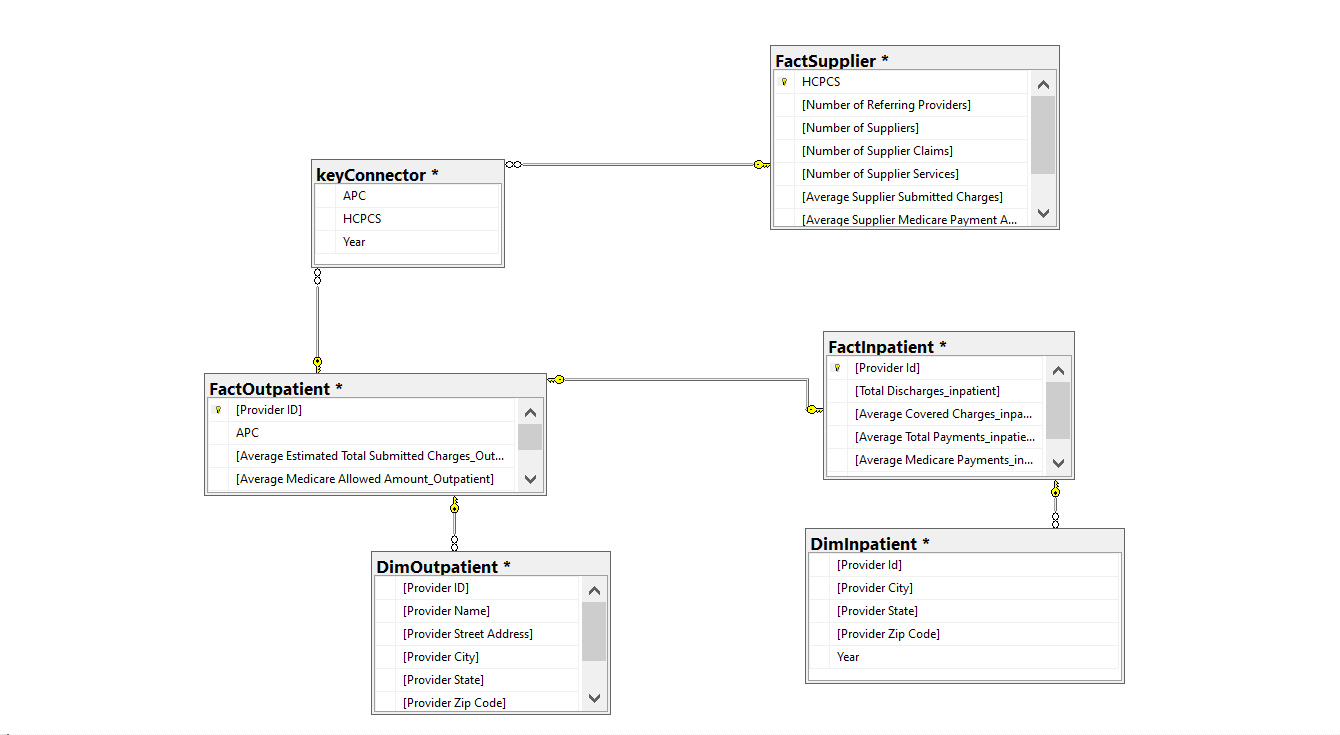 FactSupplier *
HCPCS
[Number of Referring Providers]
[Number of Suppliers]
[Number of Supplier Claims]
[Number of Supplier Services]
[Average Supplier Submitted Charges]
[Average Supplier Medicare Payment A...
keyConnector *
APC
HCPCS
Year
FactOutpatient *
[Provider ID]
APC
[Average Estimated Total Submitted Charges_Out...
[Average Medicare Allowed Amount_Outpatient]
FactInpatient *
[Provider Id]
[Total Discharges_inpatient]
[Average Covered Charges_inpa...
[Average Total Payments_inpatie...
[Average Medicare Payments_in...
DimOutpatient *
[Provider ID]
[Provider Name]
[Provider Street Address]
[Provider City]
[Provider State]
[Provider Zip Code]
DimInpatient *
[Provider Id]
[Provider City]
[Provider State]
[Provider Zip Code]
Year